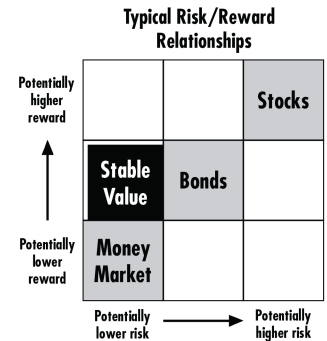 Typical Risk/Reward
Relationships
Potentially
higher
reward
Stocks
Stable
Value
Bonds
Potentially
lower
reward
Money
Market
Potentially
lower risk
Potentially
higher risk